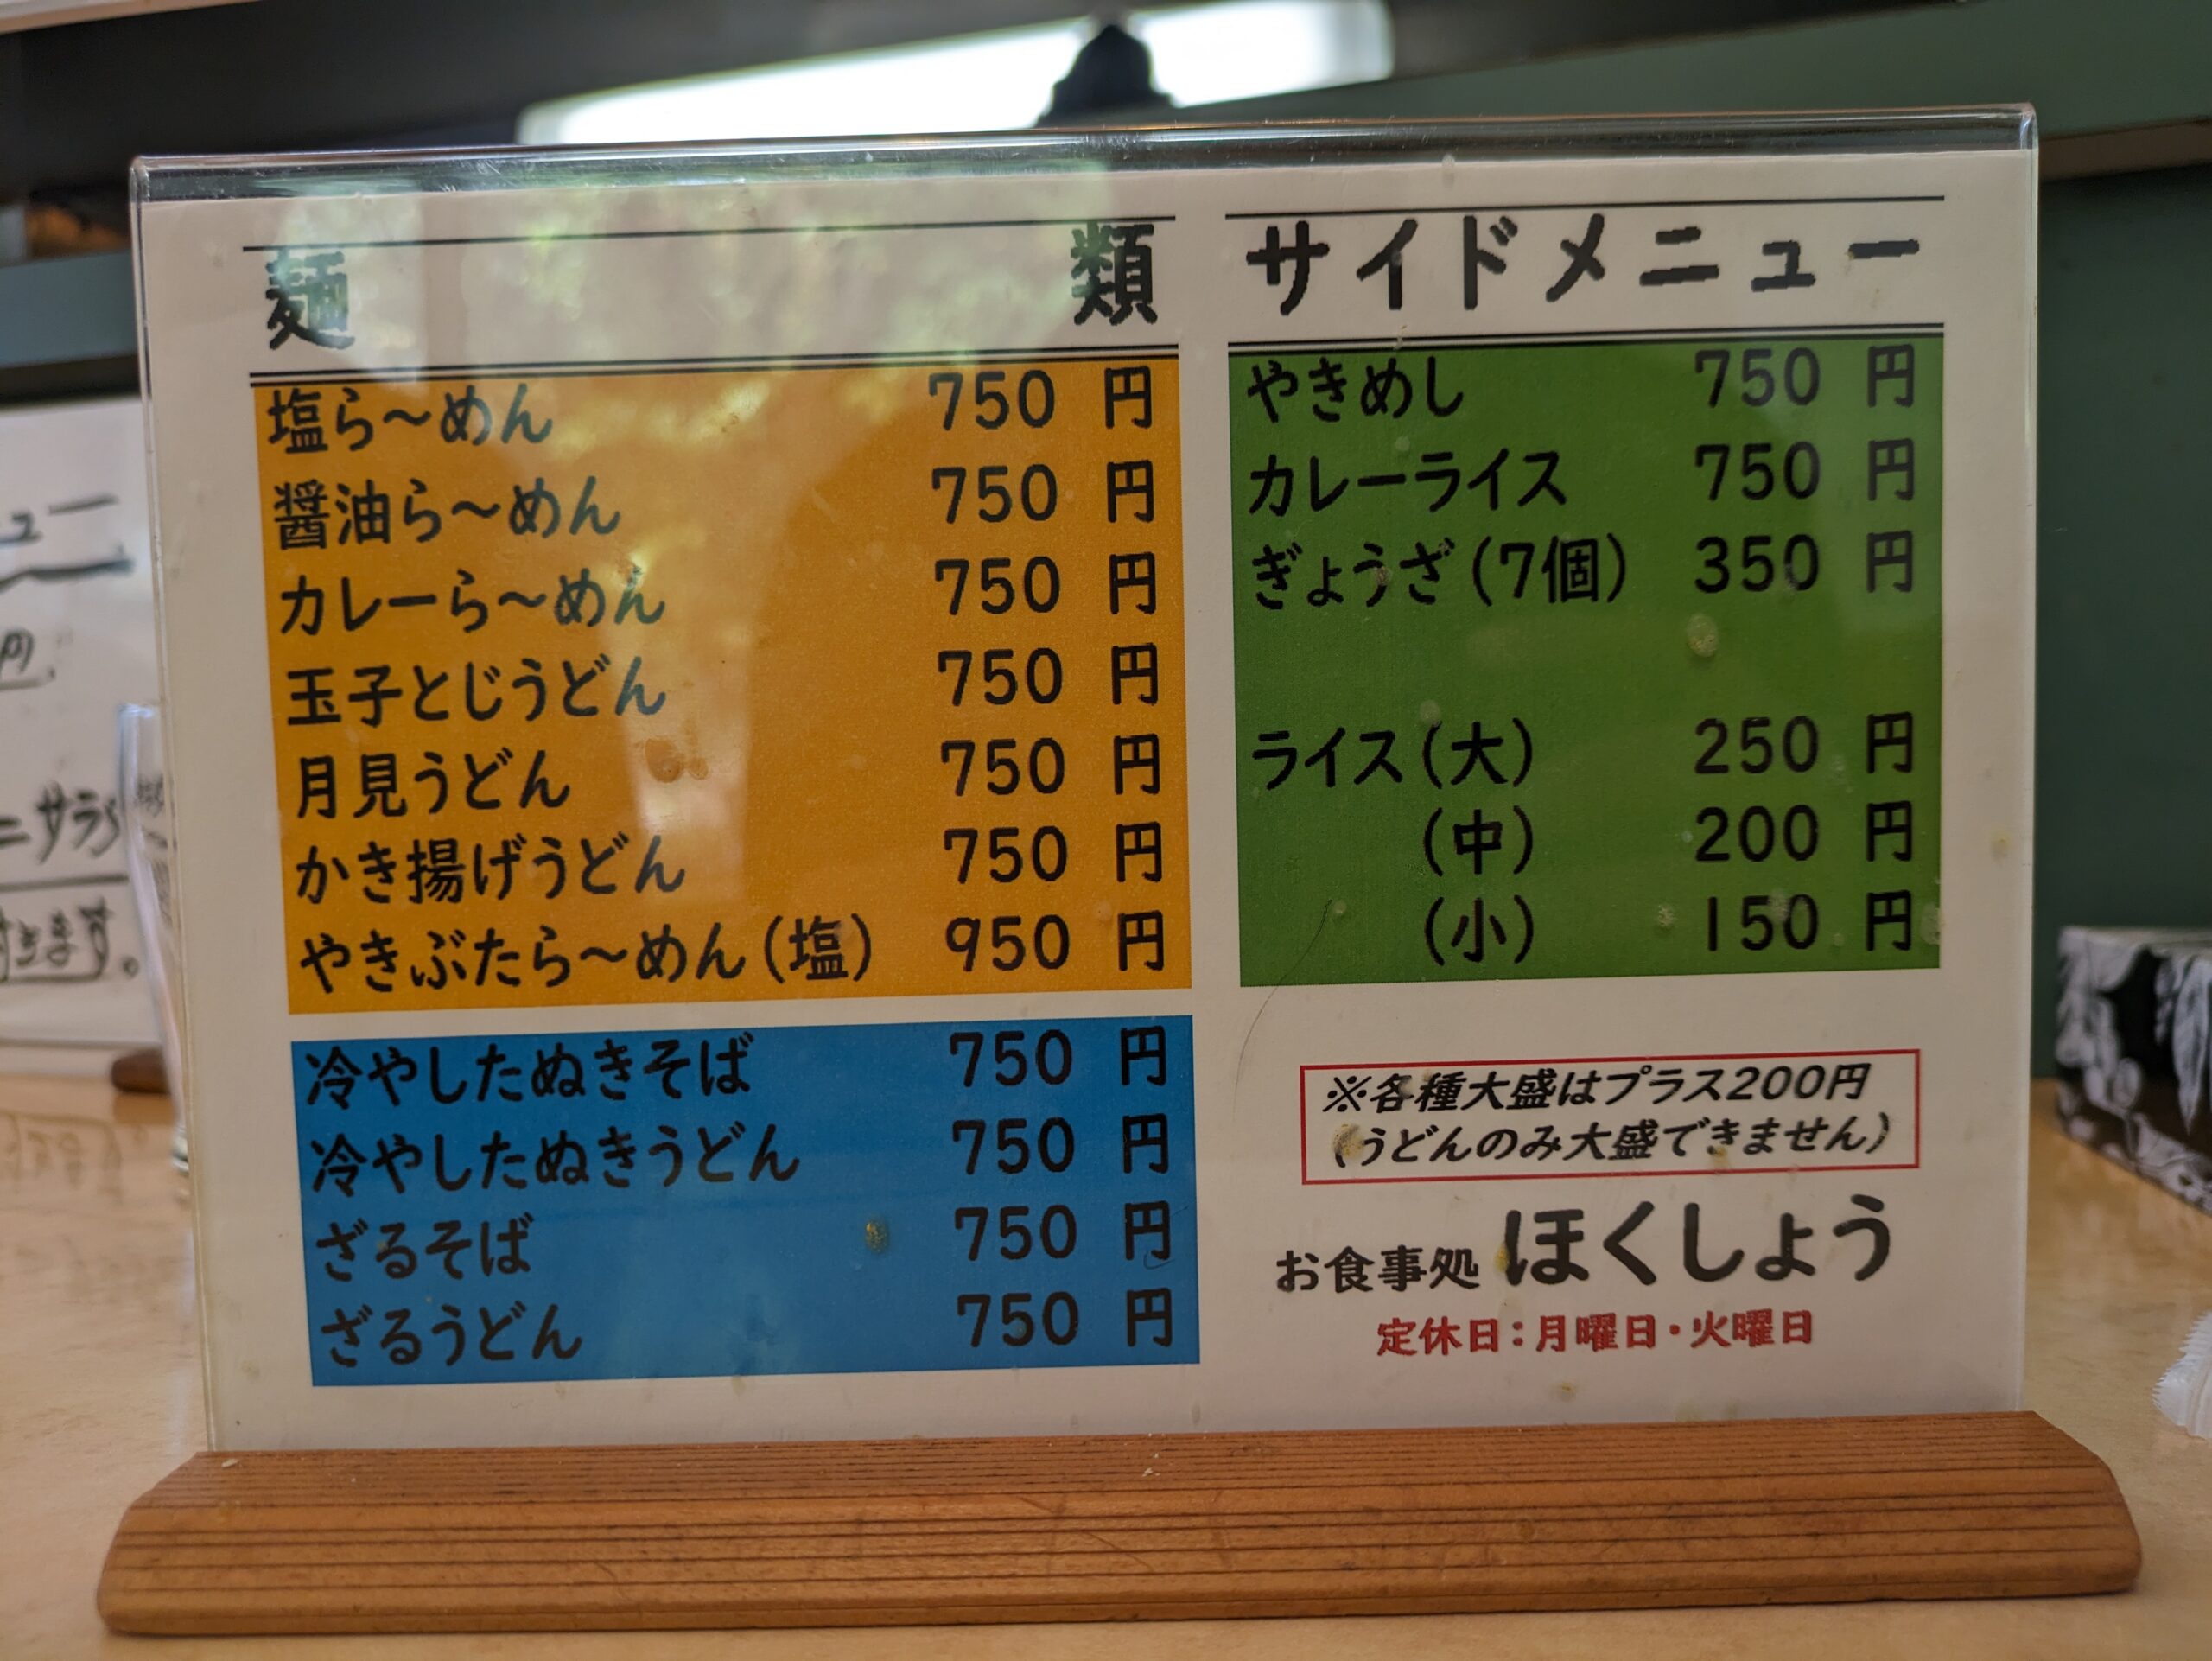 麺類
塩ら～めん 750 円
醤油ら～めん 750 円
カレーら～めん 750 円
玉子とじうどん 750 円
月見うどん 750 円
かき揚げうどん 750 円
やきぶたら～めん(塩) 950 円
冷やしたぬきそば 750 円
冷やしたぬきうどん 750 円
ざるそば 750 円
ざるうどん 750 円
サイドメニュー
やきめし 750 円
カレーライス 750 円
ぎょうざ(7個) 350 円
ライス(大) 250 円
(中) 200 円
(小) 150 円
※各種大盛はプラス200円
(うどんのみ大盛できません)
お食事処 ほくしょう
定休日:月曜日・火曜日